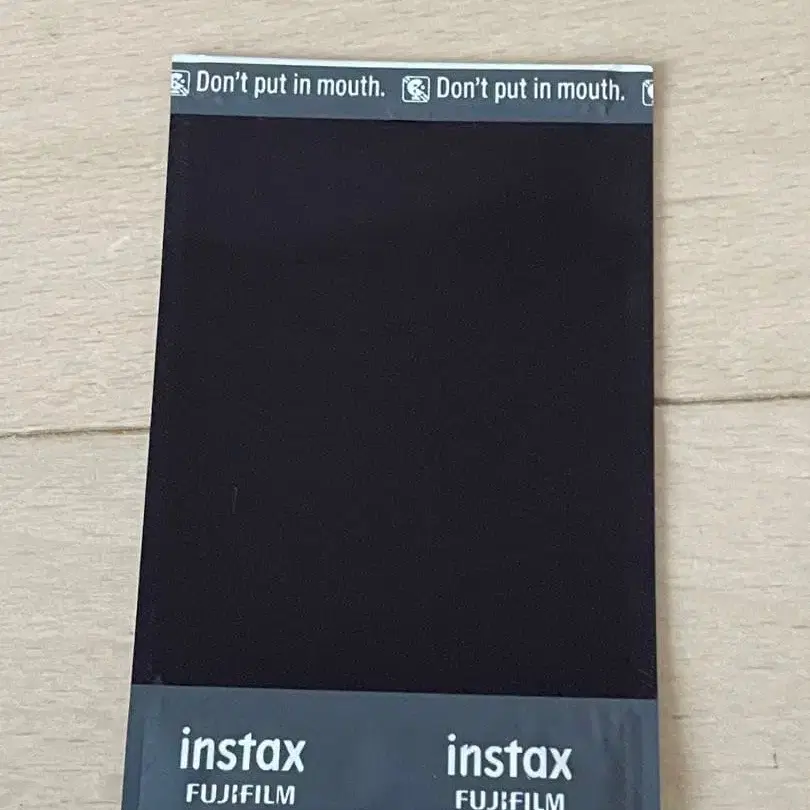 Don't put in mouth. Don't put in mouth.
instax instax
FUJIFILM FUJIFILM